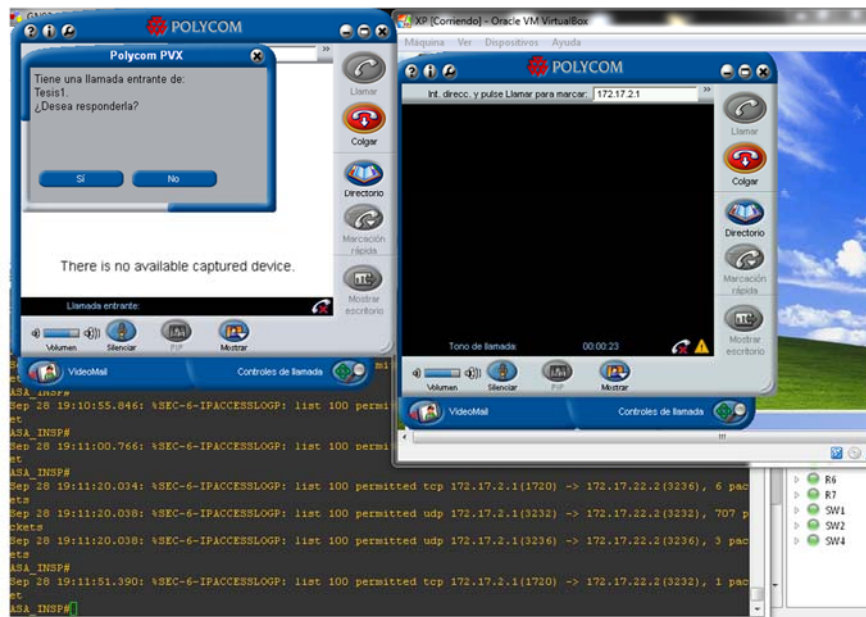 POLYCOM
Polycom PVX
Tiene una llamada entrante de:
Tesis1.
¿Desea responderla?
Sí
No
There is no available captured device.
Llamada entrante:
Llamar
Colgar
Directorio
Marcación
rápida
Mostrar
escritorio
Volumen
Silenciar
PIP
Mostrar
VideoMail
Controles de llamada
XP [Corriendo] - Oracle VM VirtualBox
Máquina Ver Dispositivos Ayuda
POLYCOM
Int. direcc. y pulse Llamar para marcar: 172.17.2.1
Llamar
Colgar
Directorio
Marcación
rápida
Mostrar
escritorio
Tono de llamada: 00:00:23
Volumen
Silenciar
PIP
Mostrar
VideoMail
Controles de llamada
ASA_INSP#
Sep 28 19:10:55.846: %SEC-6-IPACCESSLOGP: list 100 permitt
et
ASA_INSP#
Sep 28 19:11:00.766: %SEC-6-IPACCESSLOGP: list 100 permitt
et
ASA_INSP#
Sep 28 19:11:20.034: %SEC-6-IPACCESSLOGP: list 100 permitted tcp 172.17.2.1(1720) -> 172.17.22.2(3236), 6 pac
ets
Sep 28 19:11:20.038: %SEC-6-IPACCESSLOGP: list 100 permitted udp 172.17.2.1(3232) -> 172.17.22.2(3232), 707 p
ckets
Sep 28 19:11:20.038: %SEC-6-IPACCESSLOGP: list 100 permitted udp 172.17.2.1(3236) -> 172.17.22.2(3236), 3 pac
ets
ASA_INSP#
Sep 28 19:11:51.390: %SEC-6-IPACCESSLOGP: list 100 permitted tcp 172.17.2.1(1720) -> 172.17.22.2(3232), 1 pac
et
ASA_INSP#
R6
R7
SW1
SW2
SW4